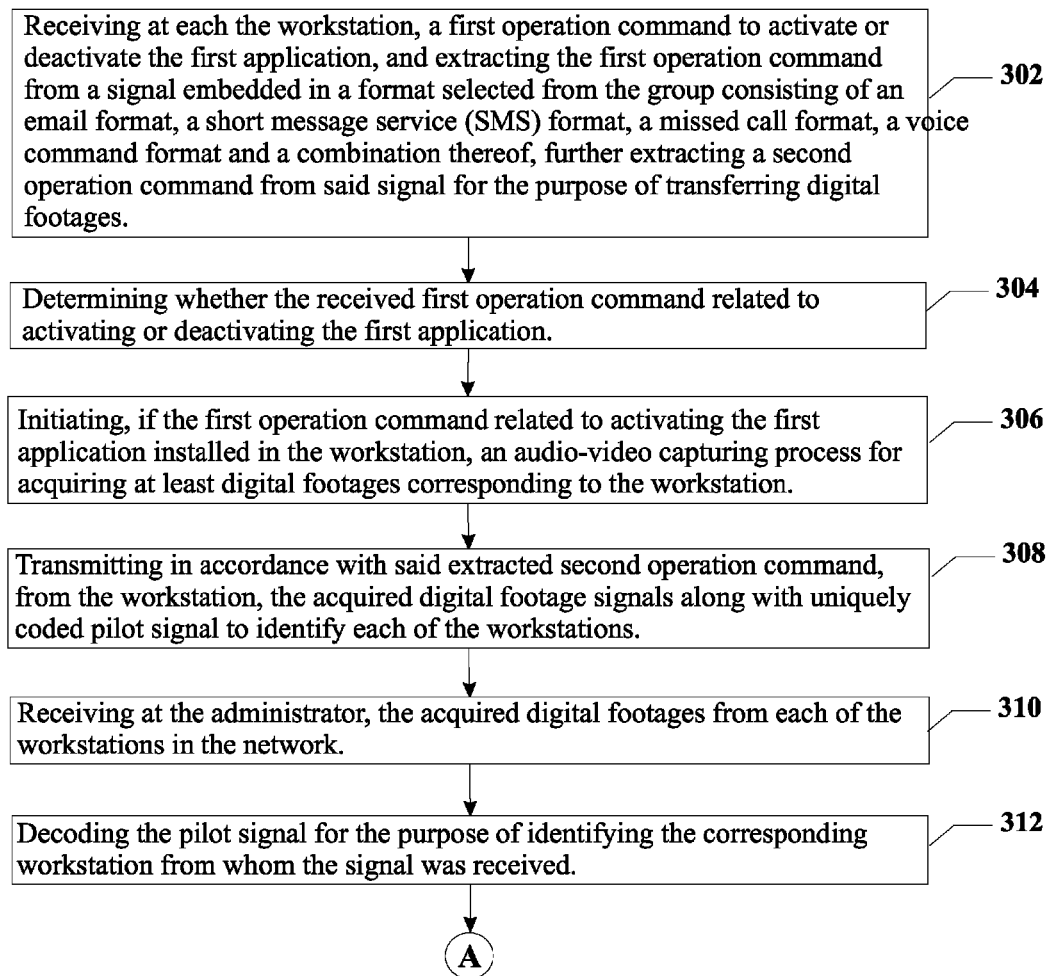 Receiving at each the workstation, a first operation command to activate or
deactivate the first application, and extracting the first operation command
from a signal embedded in a format selected from the group consisting of an
email format, a short message service (SMS) format, a missed call format, a voice
command format and a combination thereof, further extracting a second
operation command from said signal for the purpose of transferring digital
footages.
302
Determining whether the received first operation command related to
activating or deactivating the first application.
304
Initiating, if the first operation command related to activating the first
application installed in the workstation, an audio-video capturing process for
acquiring at least digital footages corresponding to the workstation.
306
Transmitting in accordance with said extracted second operation command,
from the workstation, the acquired digital footage signals along with uniquely
coded pilot signal to identify each of the workstations.
308
Receiving at the administrator, the acquired digital footages from each of the
workstations in the network.
310
Decoding the pilot signal for the purpose of identifying the corresponding
workstation from whom the signal was received.
312
A